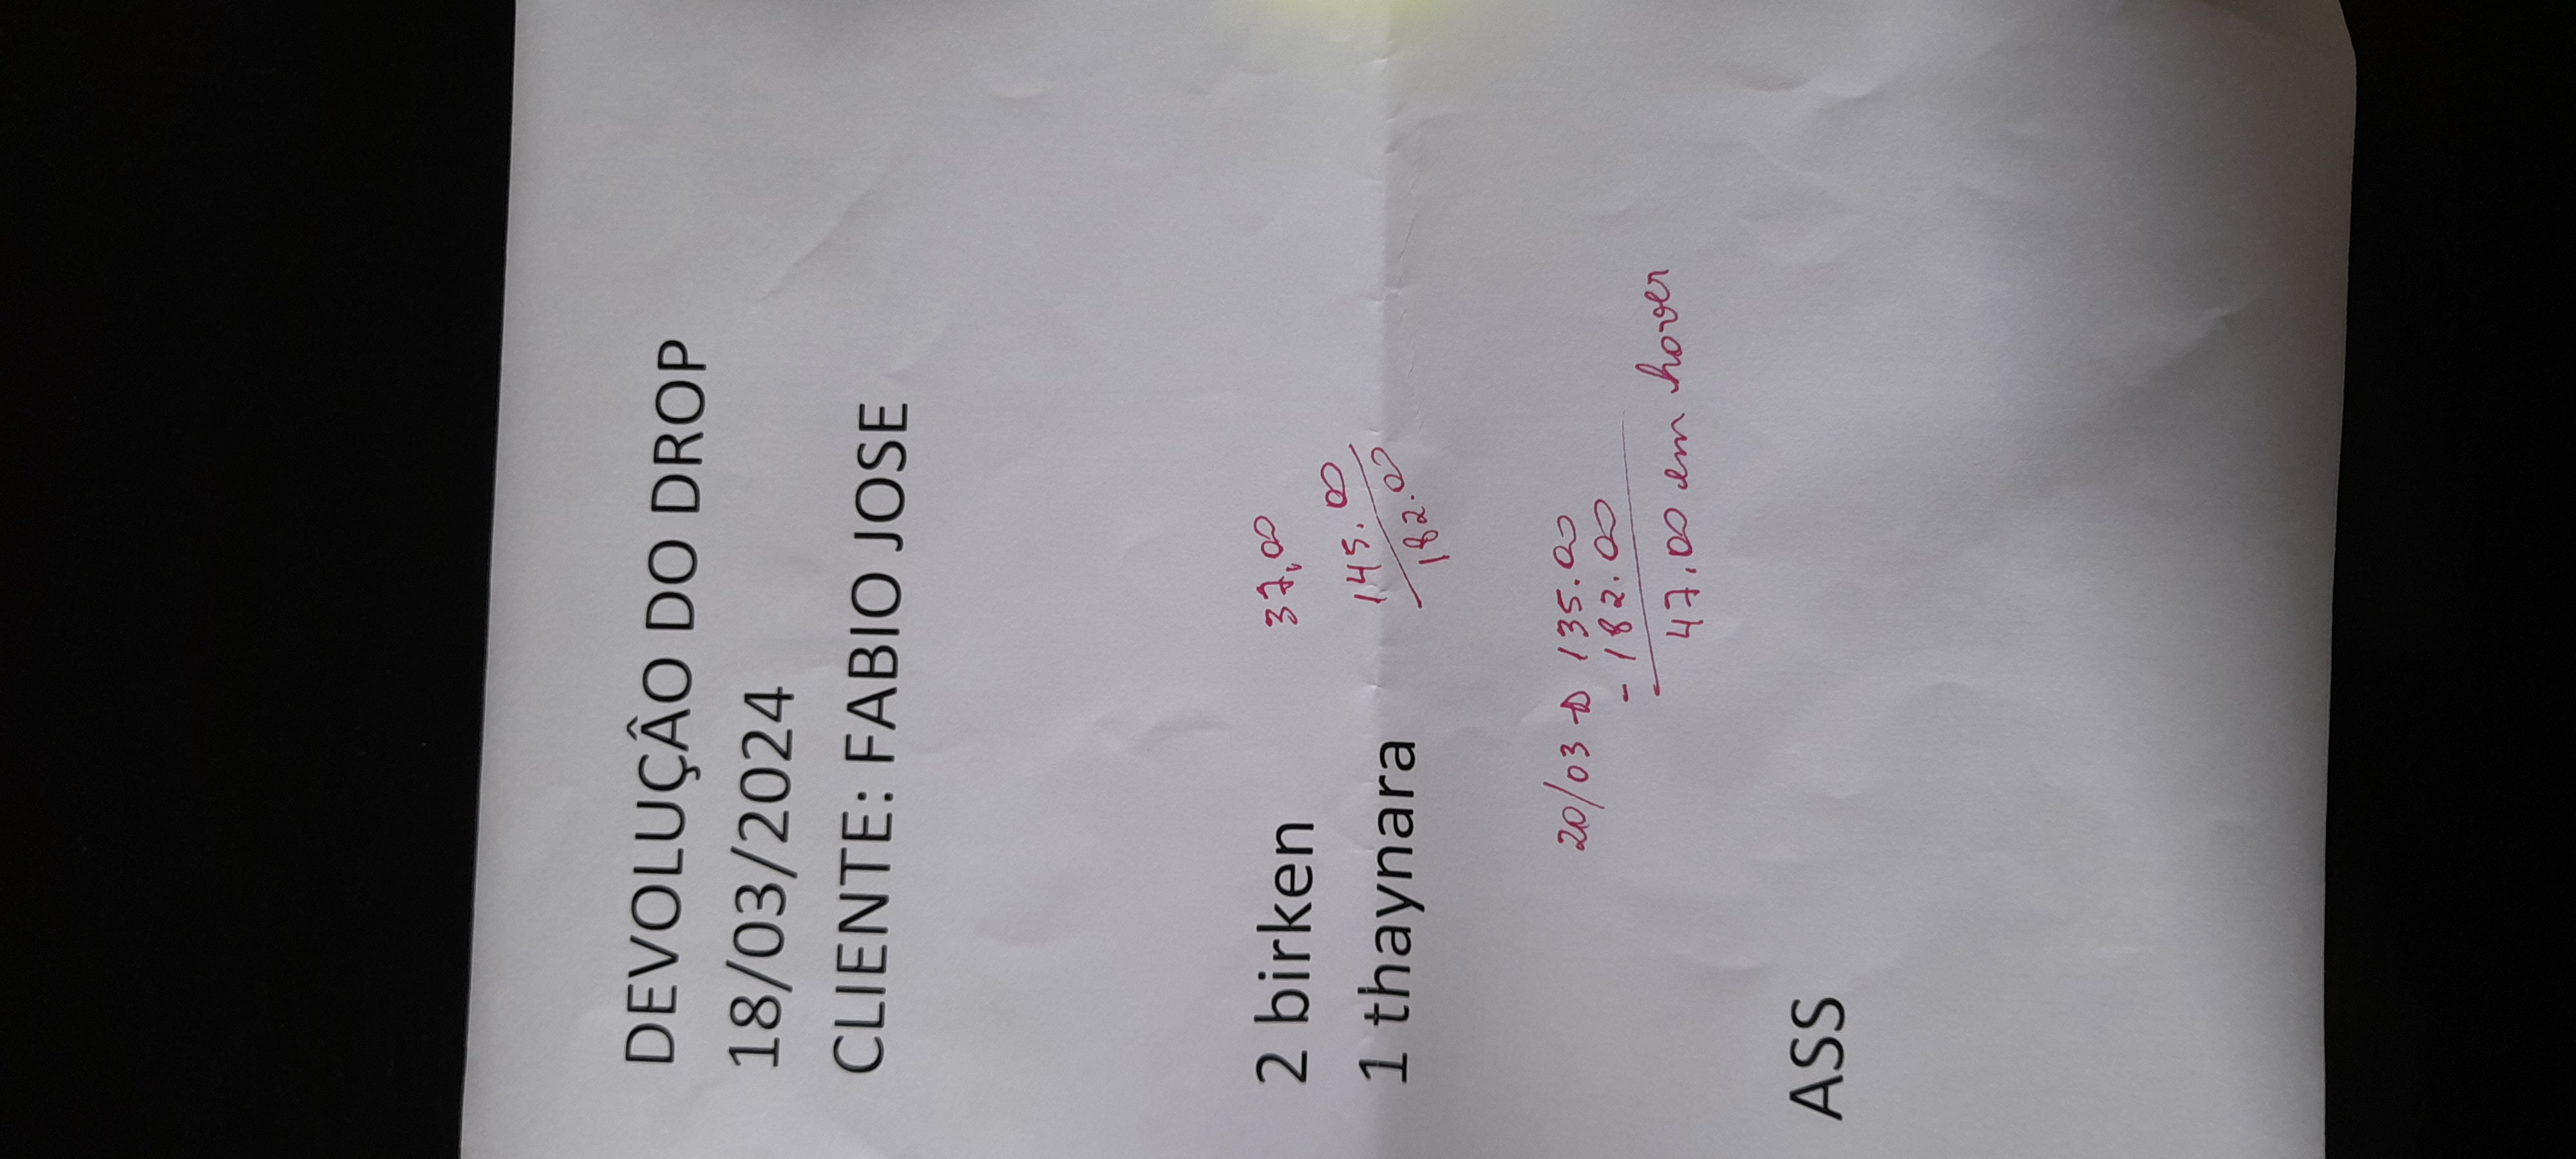 DEVOLUÇÂO DO DROP
18/03/2024
CLIENTE: FABIO JOSE
2 birken 37,00
1 thaynara 145.00
182.00
20/03 → 135.00
- 182.00
47.00 em hover
ASS